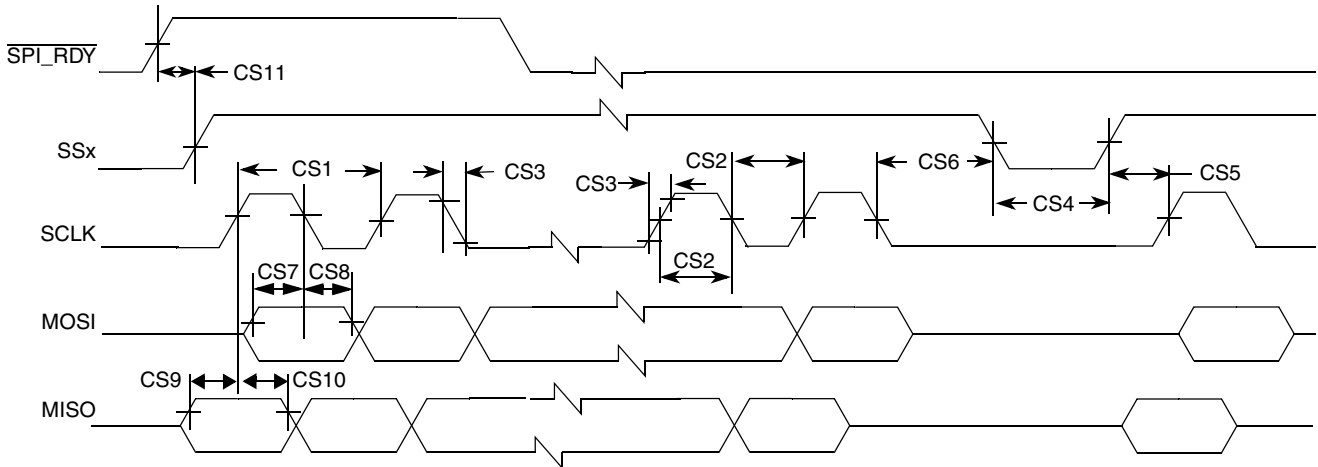 SPI_RDY
CS11
SSx
CS1
CS3
CS3
CS2
CS6
CS5
CS4
SCLK
CS2
CS7
CS8
MOSI
CS9
CS10
MISO